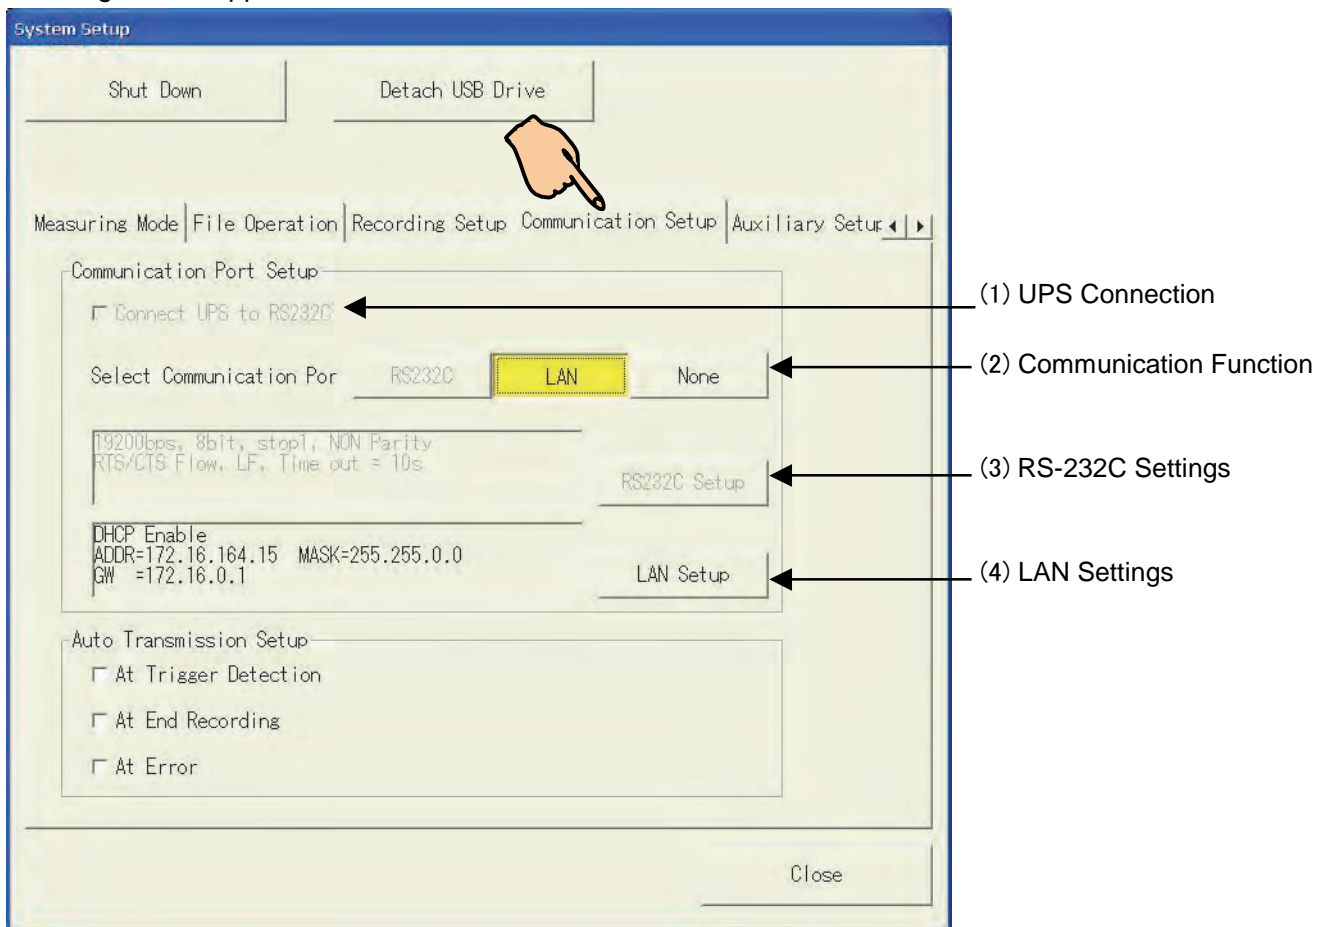 System Setup
Shut Down
Detach USB Drive
Measuring Mode File Operation Recording Setup Communication Setup Auxiliary Setup
Communication Port Setup
Connect UPS to RS232C
(1) UPS Connection
Select Communication Por RS232C LAN None
(2) Communication Function
19200bps, 8bit, stop1, NON Parity
RTS/CTS Flow, LF, Time out = 10s
RS232C Setup
(3) RS-232C Settings
DHCP Enable
ADDR=172.16.164.15 MASK=255.255.0.0
GW =172.16.0.1
LAN Setup
(4) LAN Settings
Auto Transmission Setup
At Trigger Detection
At End Recording
At Error
Close